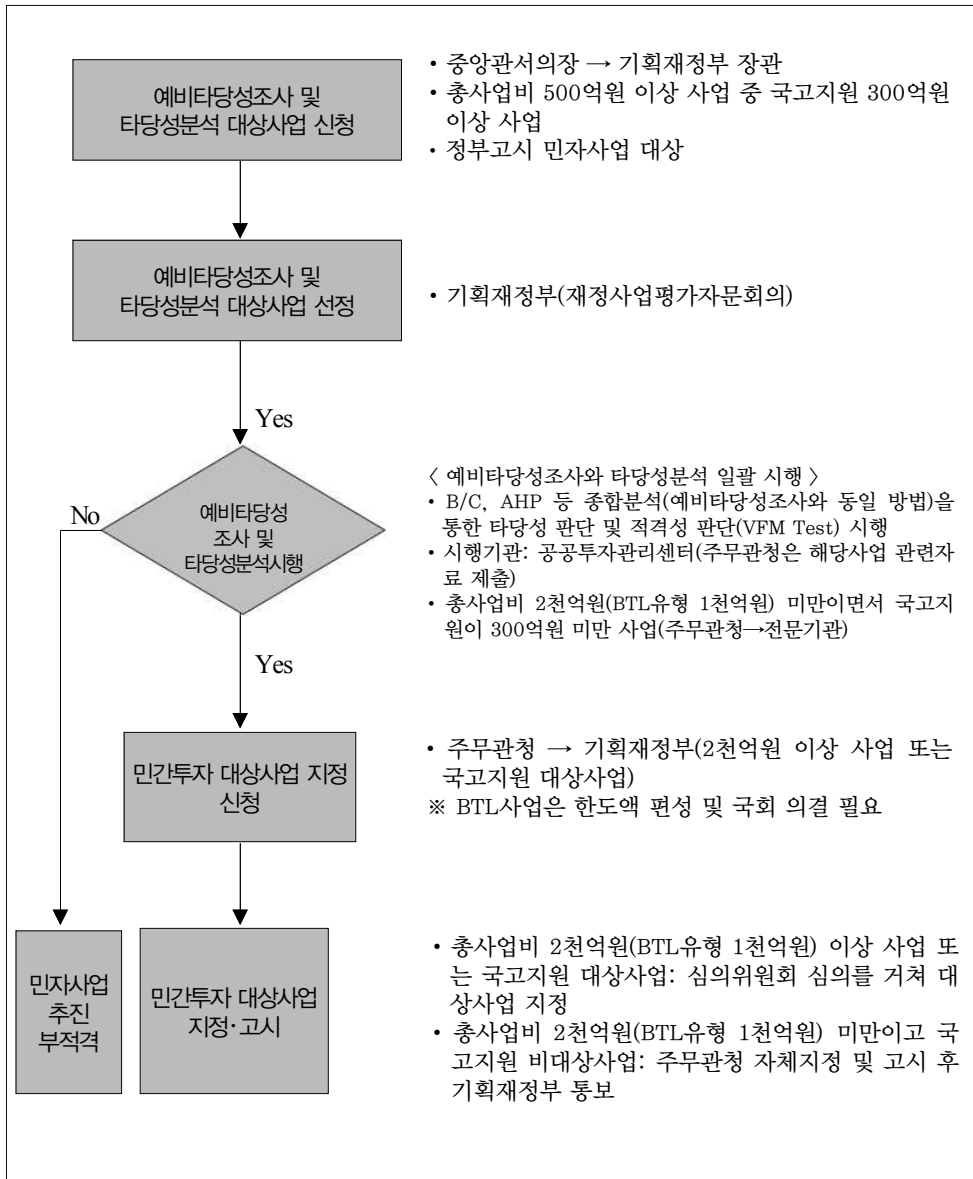 예비타당성조사 및
타당성분석 대상사업 신청
• 중앙관서의장 → 기획재정부 장관
• 총사업비 500억원 이상 사업 중 국고지원 300억원
이상 사업
• 정부고시 민자사업 대상
예비타당성조사 및
타당성분석 대상사업 선정
• 기획재정부(재정사업평가자문회의)
Yes
No
예비타당성
조사 및
타당성분석시행
〈 예비타당성조사와 타당성분석 일괄 시행 〉
• B/C, AHP 등 종합분석(예비타당성조사와 동일 방법)을
통한 타당성 판단 및 적격성 판단(VFM Test) 시행
• 시행기관: 공공투자관리센터(주무관청은 해당사업 관련자
료 제출)
• 총사업비 2천억원(BTL유형 1천억원) 미만이면서 국고지
원이 300억원 미만 사업(주무관청→전문기관)
Yes
민간투자 대상사업 지정
신청
• 주무관청 → 기획재정부(2천억원 이상 사업 또는
국고지원 대상사업)
※ BTL사업은 한도액 편성 및 국회 의결 필요
민자사업
추진
부적격
민간투자 대상사업
지정·고시
• 총사업비 2천억원(BTL유형 1천억원) 이상 사업 또
는 국고지원 대상사업: 심의위원회 심의를 거쳐 대
상사업 지정
• 총사업비 2천억원(BTL유형 1천억원) 미만이고 국
고지원 비대상사업: 주무관청 자체지정 및 고시 후
기획재정부 통보